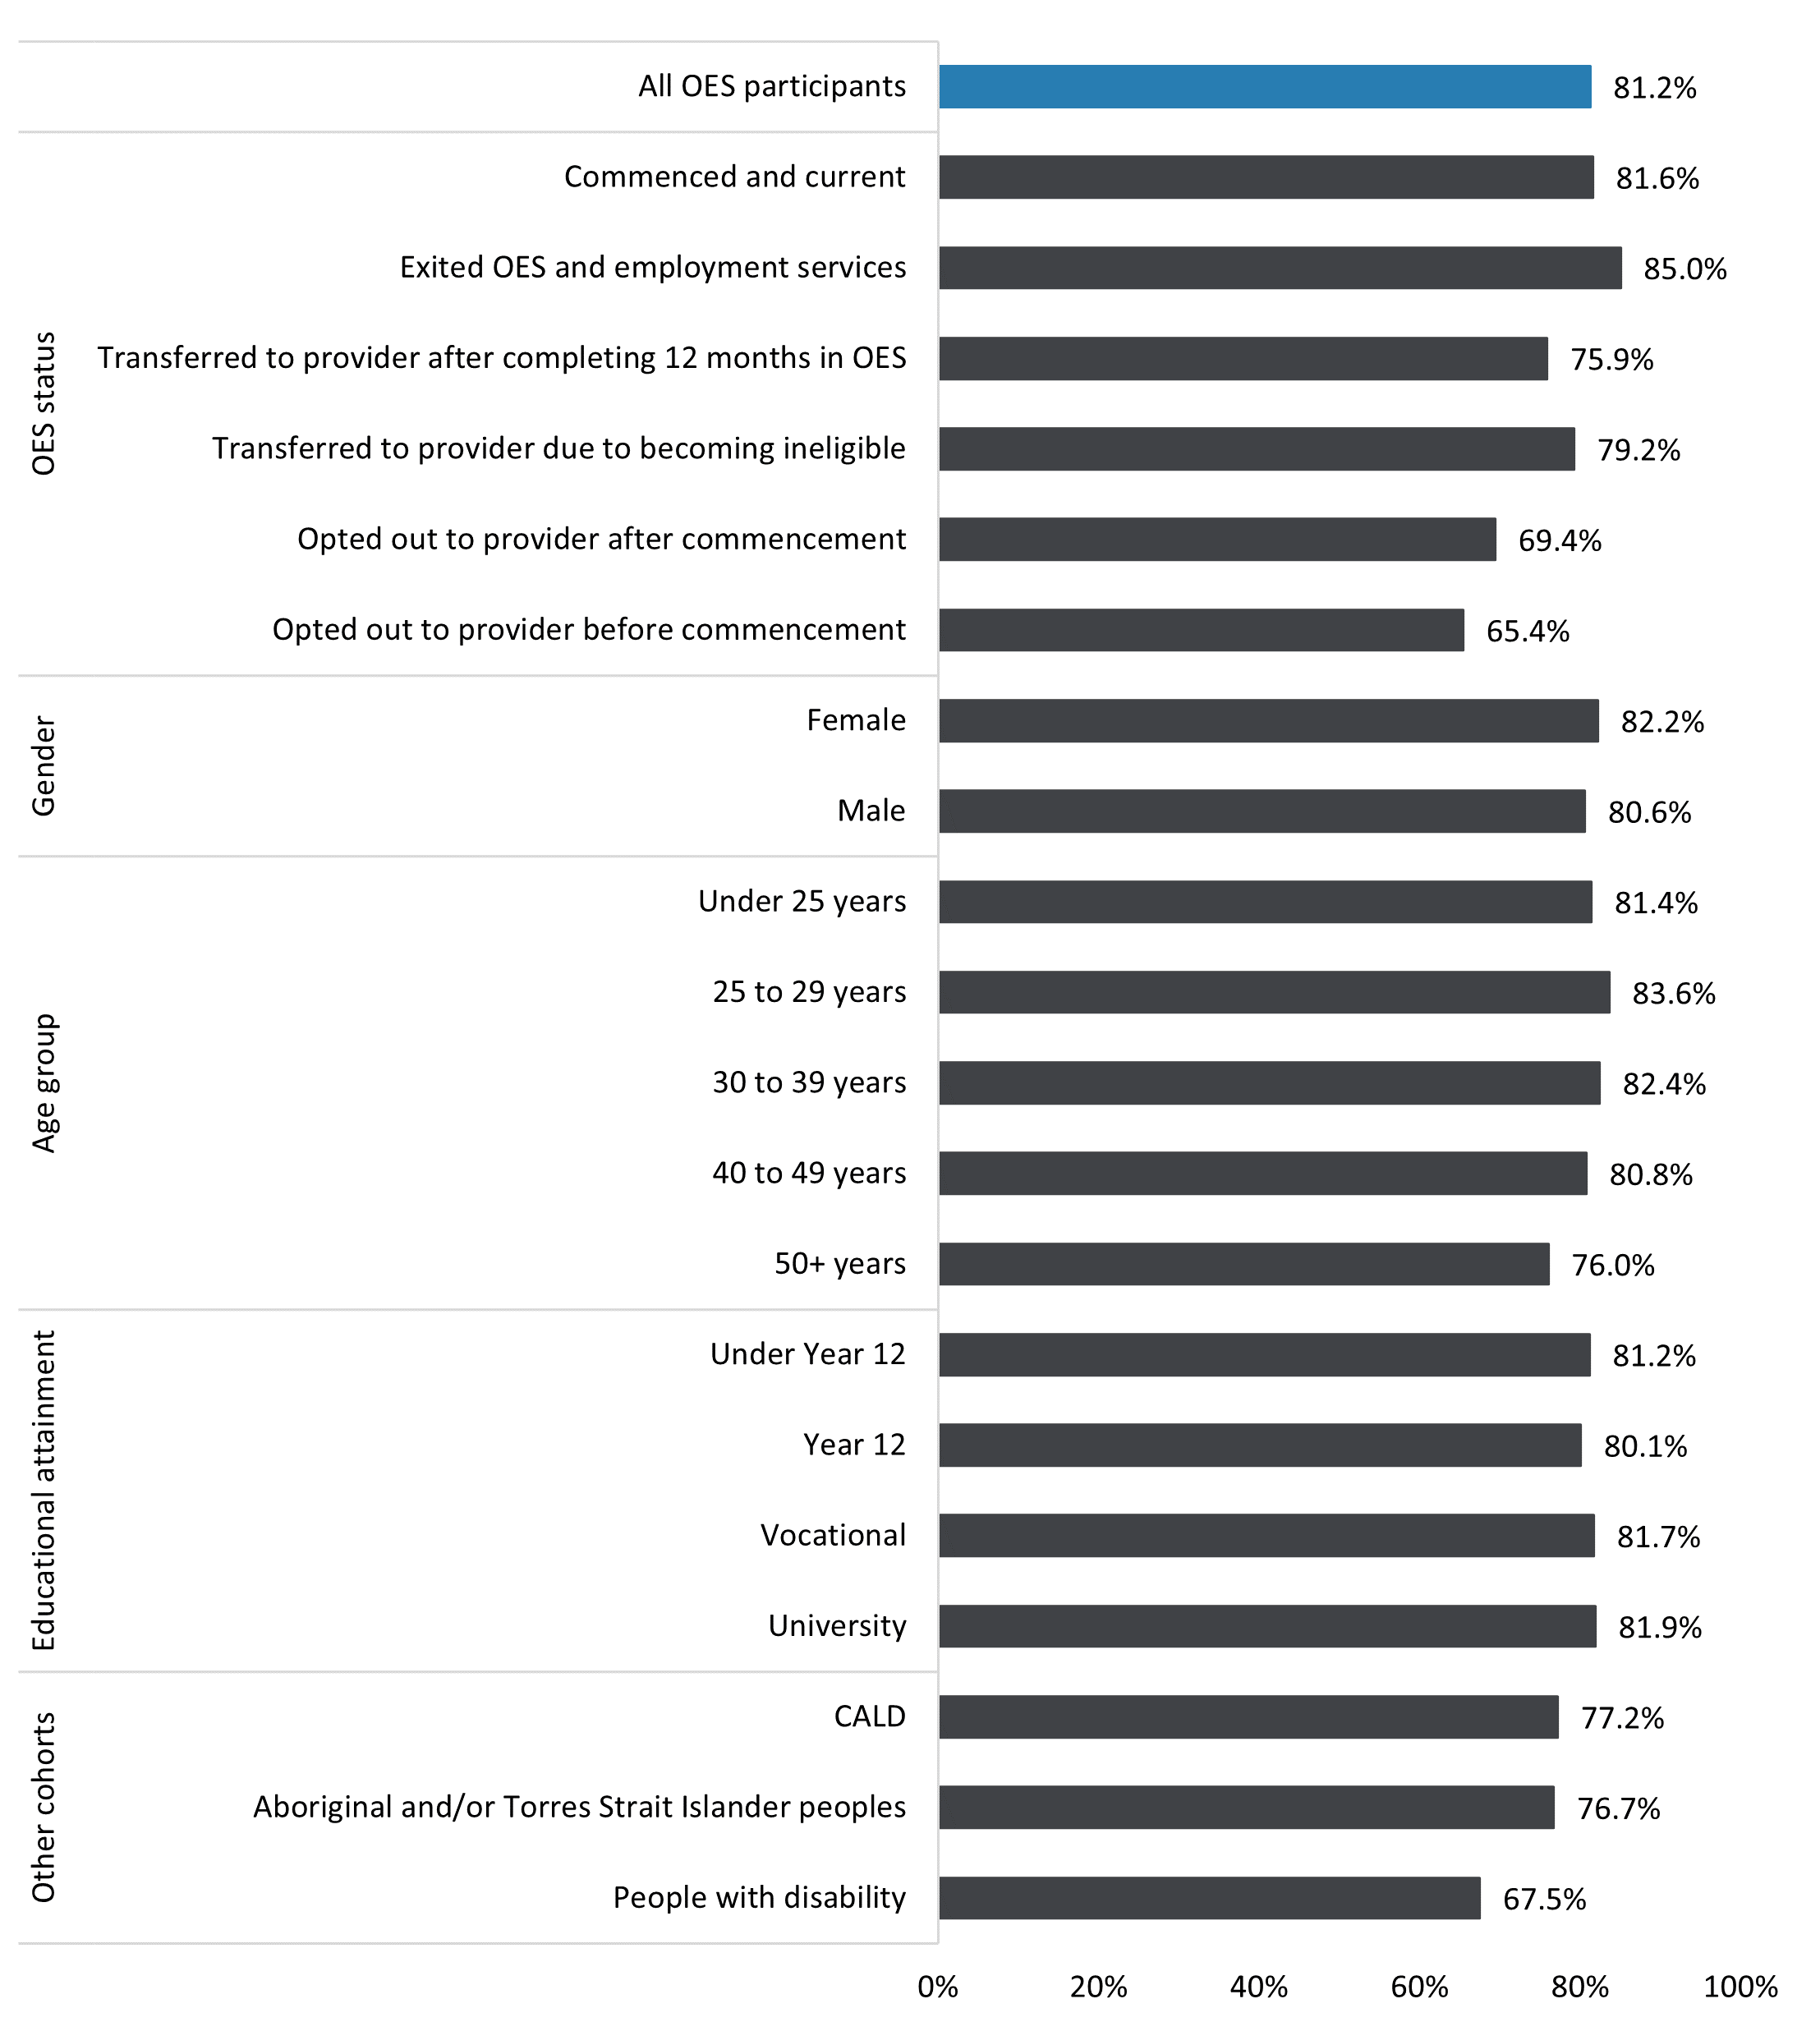 All OES participants 81.2%
OES status
Commenced and current 81.6%
Exited OES and employment services 85.0%
Transferred to provider after completing 12 months in OES 75.9%
Transferred to provider due to becoming ineligible 79.2%
Opted out to provider after commencement 69.4%
Opted out to provider before commencement 65.4%
Gender
Female 82.2%
Male 80.6%
Age group
Under 25 years 81.4%
25 to 29 years 83.6%
30 to 39 years 82.4%
40 to 49 years 80.8%
50+ years 76.0%
Educational attainment
Under Year 12 81.2%
Year 12 80.1%
Vocational 81.7%
University 81.9%
Other cohorts
CALD 77.2%
Aboriginal and/or Torres Strait Islander peoples 76.7%
People with disability 67.5%
0% 20% 40% 60% 80% 100%